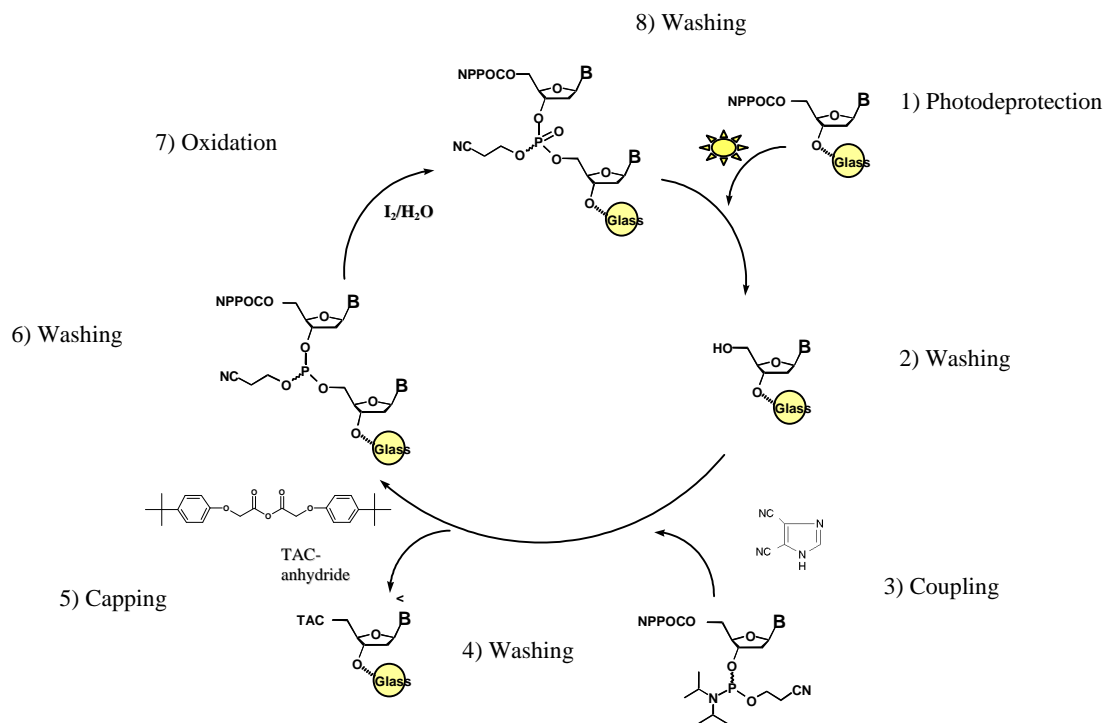 8) Washing
NPPOCO
B
O
O
P
O
NC
O
O
O
B
O
Glass
NPPOCO
B
O
O
Glass
1) Photodeprotection
7) Oxidation
I₂/H₂O
NPPOCO
B
O
O
P
NC
O
O
O
B
O
Glass
6) Washing
HO
B
O
O
Glass
2) Washing
O
O
O
O
O
TAC-
anhydride
NC
NC
N
N
H
3) Coupling
5) Capping
<
TAC
B
O
O
Glass
4) Washing
NPPOCO
B
O
O
N
P
O
CN